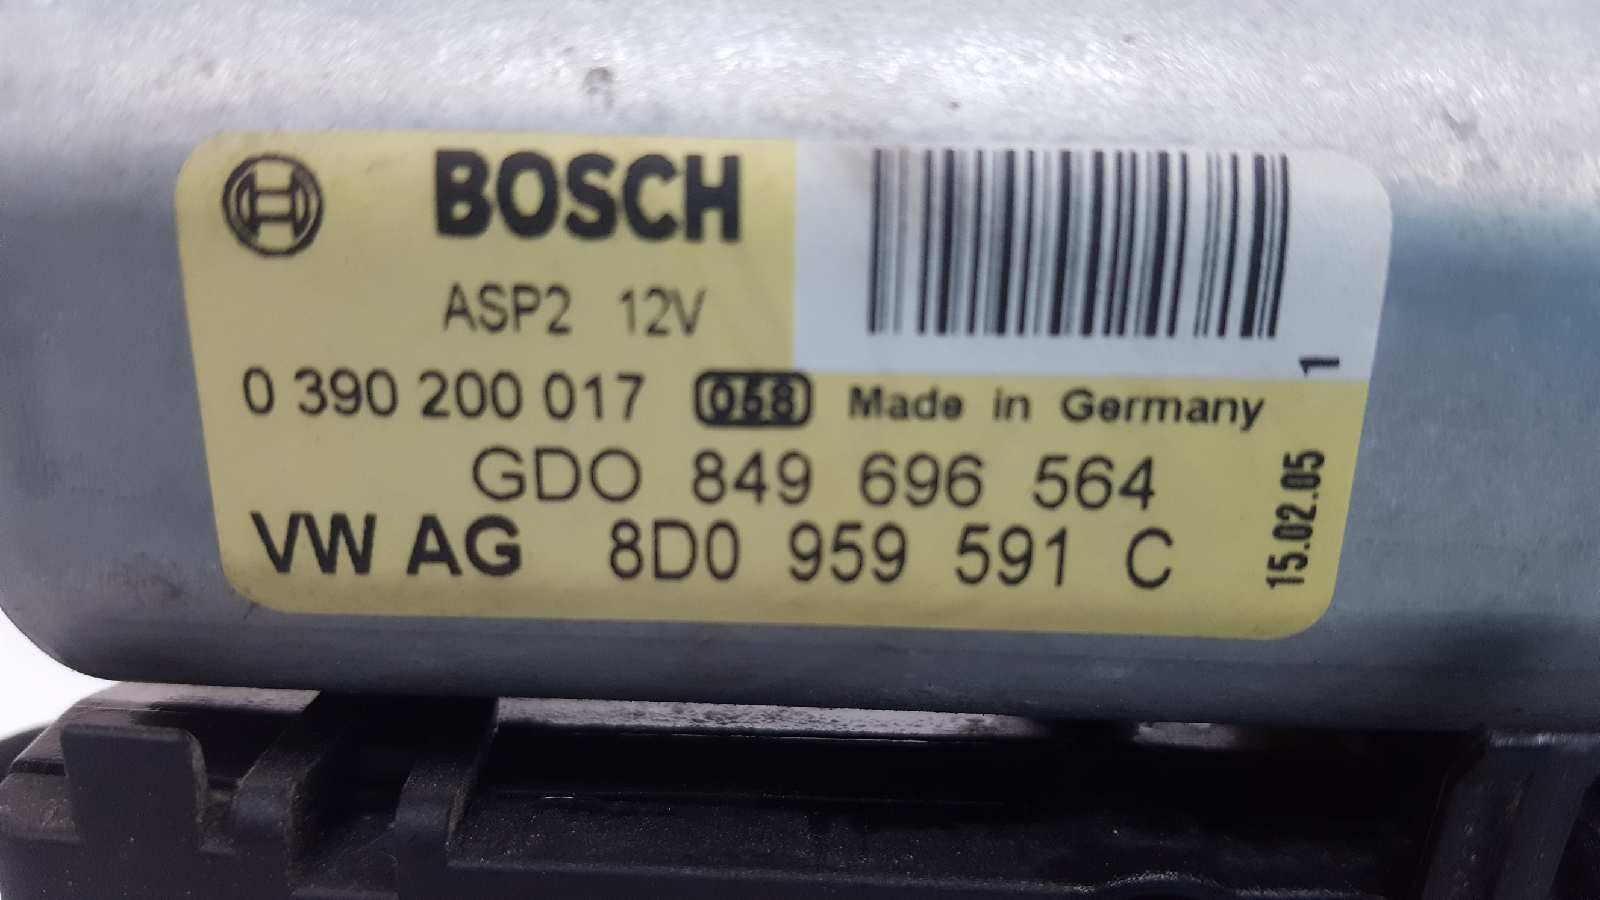 BOSCH
ASP2 12V
0 390 200 017 058 Made in Germany
GDO 849 696 564
VW AG 8D0 959 591 C
1
15.02.05